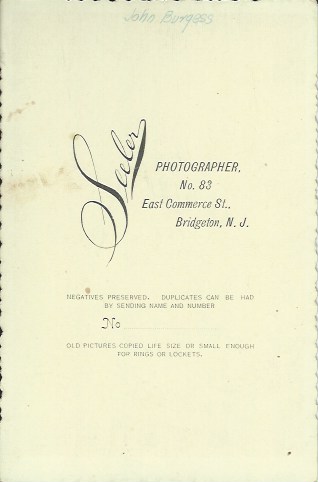 John Burgess
Seeler
PHOTOGRAPHER,
No. 83
East Commerce St.,
Bridgeton, N. J.
NEGATIVES PRESERVED. DUPLICATES CAN BE HAD
BY SENDING NAME AND NUMBER
No
OLD PICTURES COPIED LIFE SIZE OR SMALL ENOUGH
FOR RINGS OR LOCKETS.